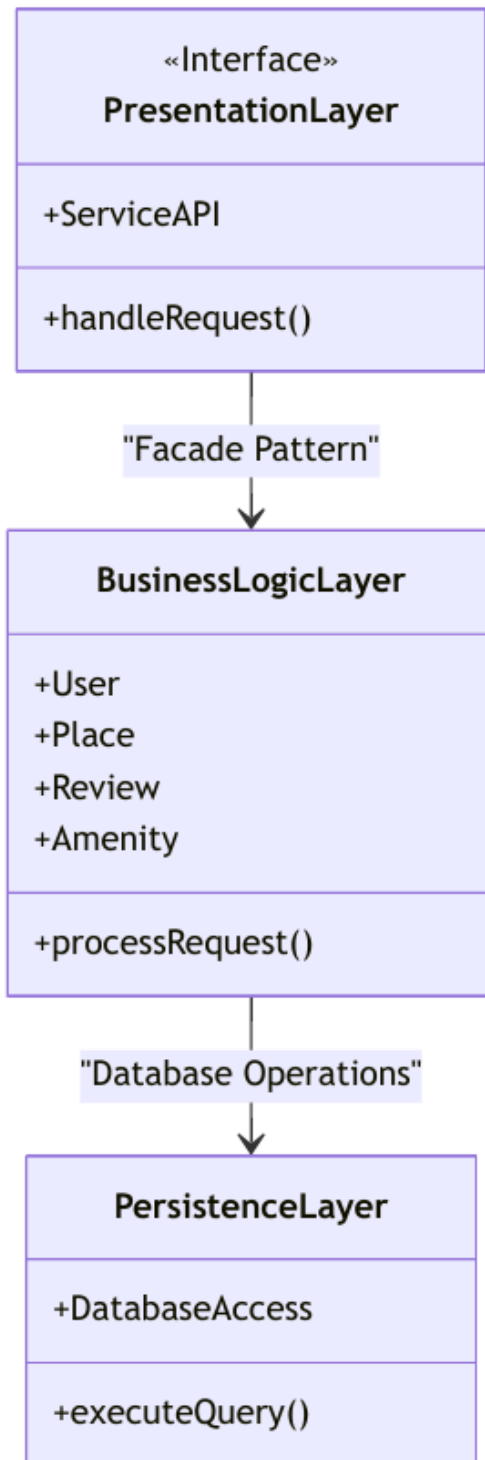 «Interface»
PresentationLayer
+ServiceAPI
+handleRequest()
"Facade Pattern"
BusinessLogicLayer
+User
+Place
+Review
+Amenity
+processRequest()
"Database Operations"
PersistenceLayer
+DatabaseAccess
+executeQuery()